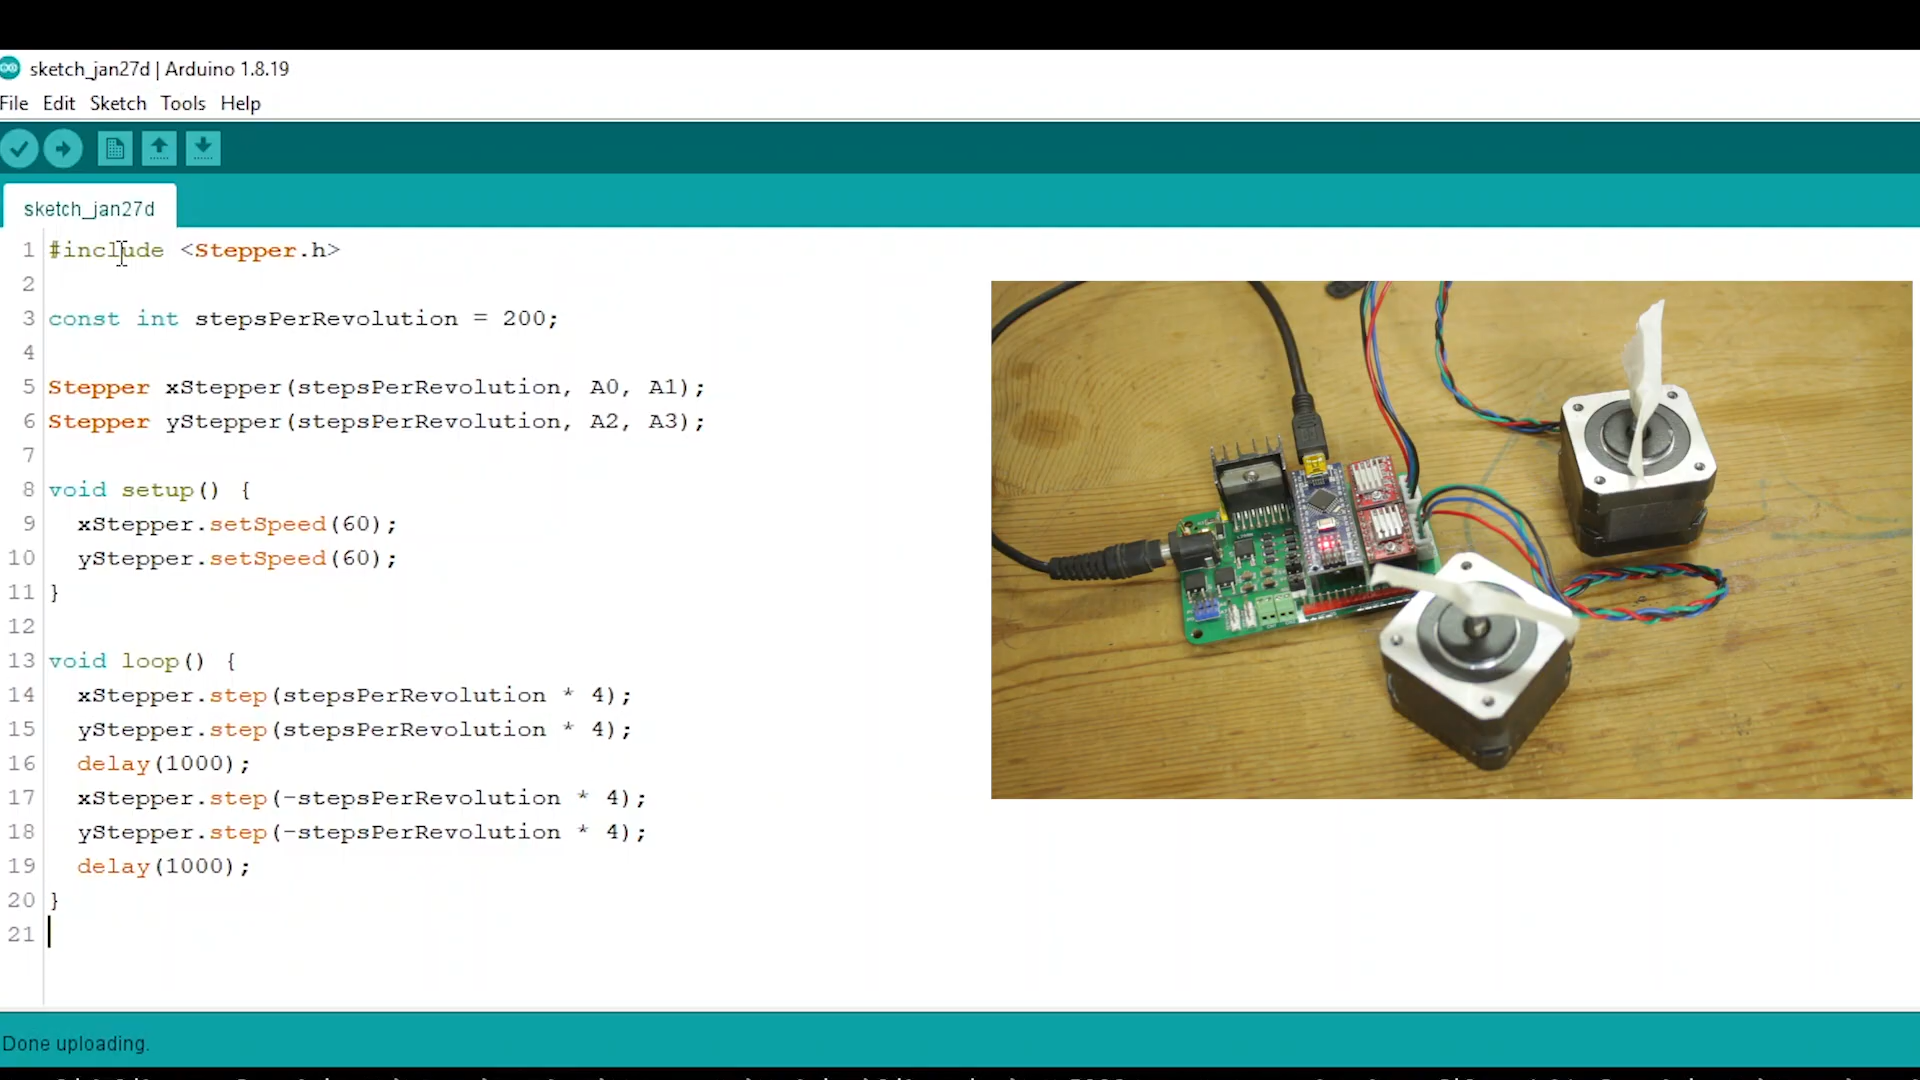 sketch_jan27d | Arduino 1.8.19
File Edit Sketch Tools Help
sketch_jan27d
1 #include <Stepper.h>
2
3 const int stepsPerRevolution = 200;
4
5 Stepper xStepper(stepsPerRevolution, A0, A1);
6 Stepper yStepper(stepsPerRevolution, A2, A3);
7
8 void setup() {
9 xStepper.setSpeed(60);
10 yStepper.setSpeed(60);
11 }
12
13 void loop() {
14 xStepper.step(stepsPerRevolution * 4);
15 yStepper.step(stepsPerRevolution * 4);
16 delay(1000);
17 xStepper.step(-stepsPerRevolution * 4);
18 yStepper.step(-stepsPerRevolution * 4);
19 delay(1000);
20 }
21
Done uploading.